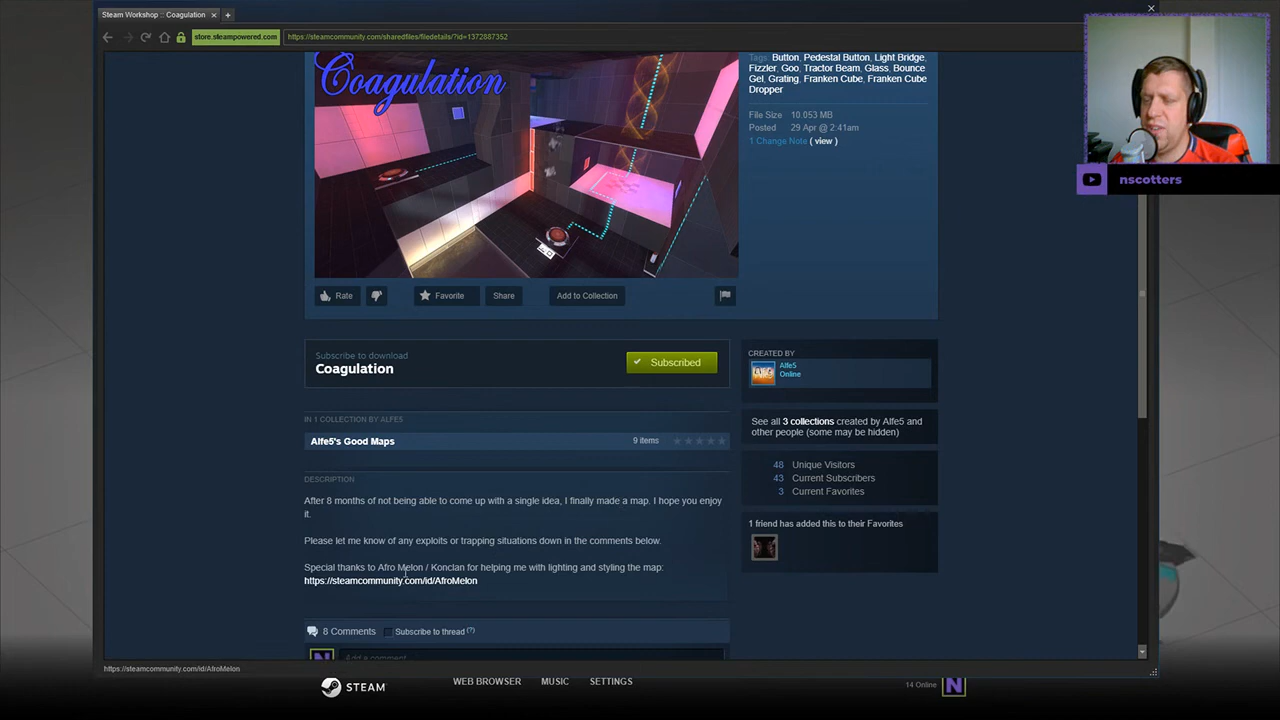 Steam Workshop :: Coagulation
store.steampowered.com
https://steamcommunity.com/sharedfiles/filedetails/?id=1372887352
Coagulation
Tags: Button, Pedestal Button, Light Bridge,
Fizzler, Goo, Tractor Beam, Glass, Bounce
Gel, Grating, Franken Cube, Franken Cube
Dropper
File Size 10.053 MB
Posted 29 Apr @ 2:41am
1 Change Note ( view )
nscotters
Rate
Favorite
Share
Add to Collection
Subscribe to download
Coagulation
Subscribed
CREATED BY
Alfe5
Online
IN 1 COLLECTION BY ALFE5
Alfe5's Good Maps
9 items
See all 3 collections created by Alfe5 and
other people (some may be hidden)
48 Unique Visitors
43 Current Subscribers
3 Current Favorites
DESCRIPTION
After 8 months of not being able to come up with a single idea, I finally made a map. I hope you enjoy
it.
Please let me know of any exploits or trapping situations down in the comments below.
Special thanks to Afro Melon / Konclan for helping me with lighting and styling the map:
https://steamcommunity.com/id/AfroMelon
1 friend has added this to their Favorites
8 Comments
Subscribe to thread (?)
Add a comment
https://steamcommunity.com/id/AfroMelon
STEAM
WEB BROWSER
MUSIC
SETTINGS
14 Online
N